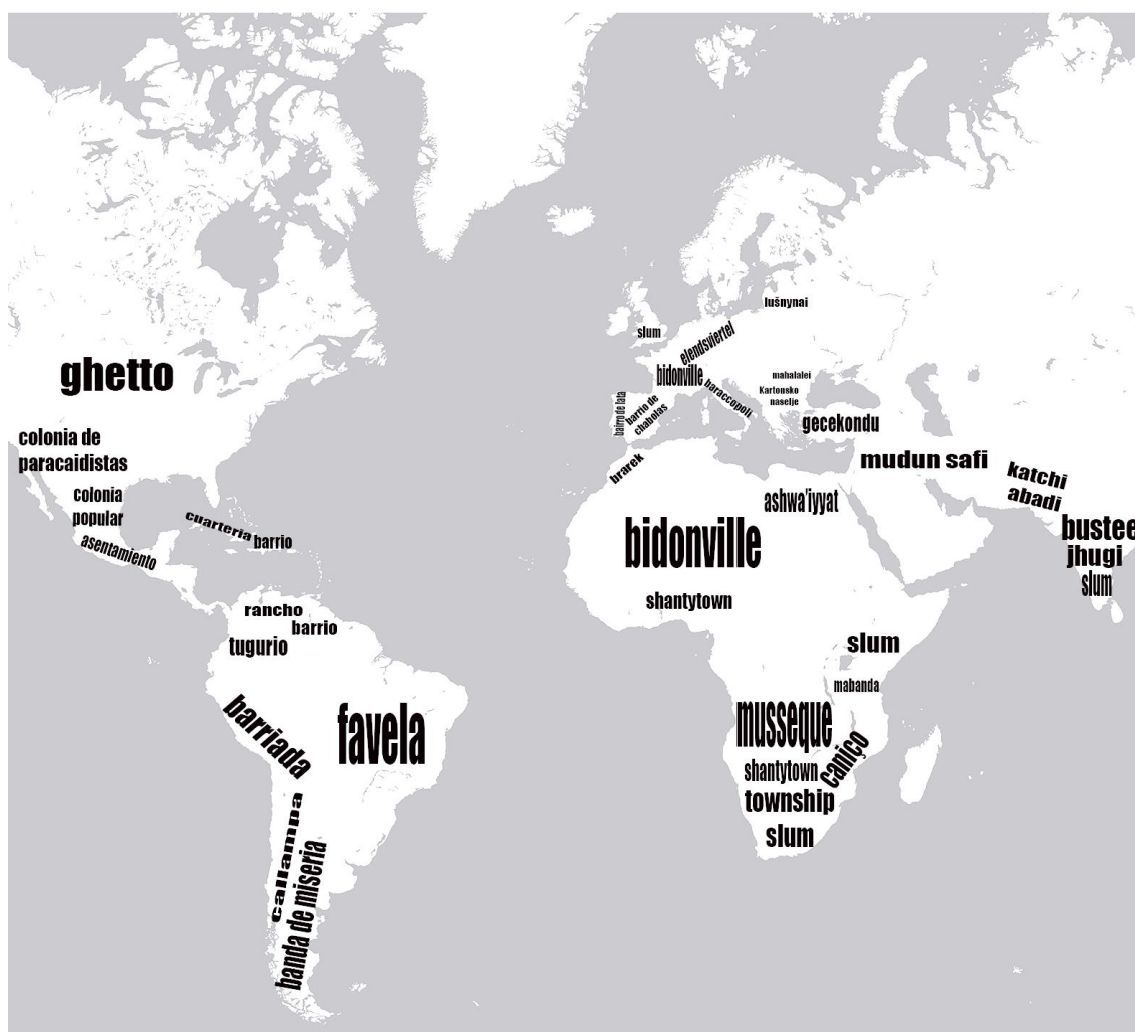 lušnynai
slum
elendsviertel
ghetto
bidonville
mahalalei
baraccopoli
Kartonsko
naselje
bairro de lata
barrio de
chabolas
gecekondu
colonia de
paracaidistas
mudun safi
brarek
katchi
abadi
colonia
popular
ashwa'iyyat
cuarteria
barrio
bidonville
bustee
asentamiento
jhugi
slum
shantytown
rancho
barrio
tugurio
slum
mabanda
barriada
favela
musseque
caniço
shantytown
township
callampa
slum
banda de miseria